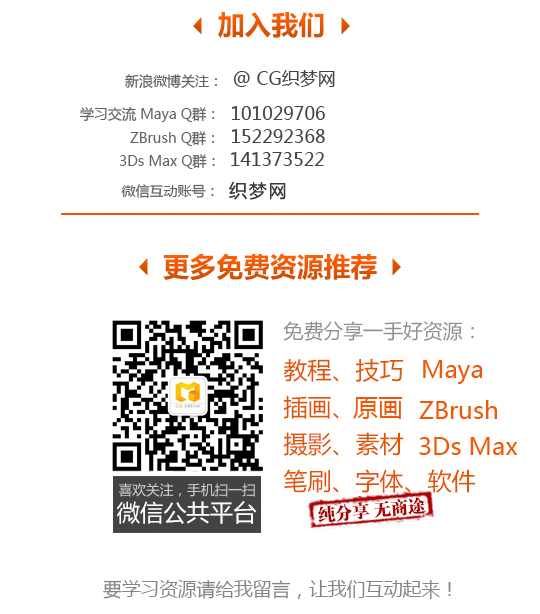 加入我们
新浪微博关注： @ CG织梦网
学习交流 Maya Q群： 101029706
ZBrush Q群： 152292368
3Ds Max Q群： 141373522
微信互动账号： 织梦网
更多免费资源推荐
免费分享一手好资源：
教程、技巧 Maya
插画、原画 ZBrush
摄影、素材 3Ds Max
笔刷、字体、软件
纯分享 无商途
CG DREAM
喜欢关注，手机扫一扫
微信公共平台
要学习资源请给我留言，让我们互动起来！